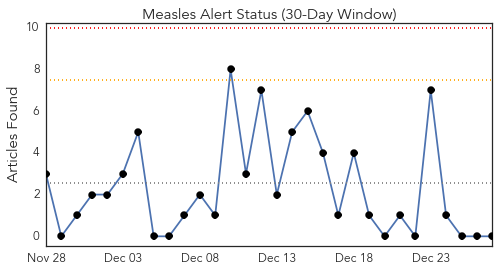 Measles Alert Status (30-Day Window)
Articles Found
10
8
6
4
2
0
Nov 28 Dec 03 Dec 08 Dec 13 Dec 18 Dec 23